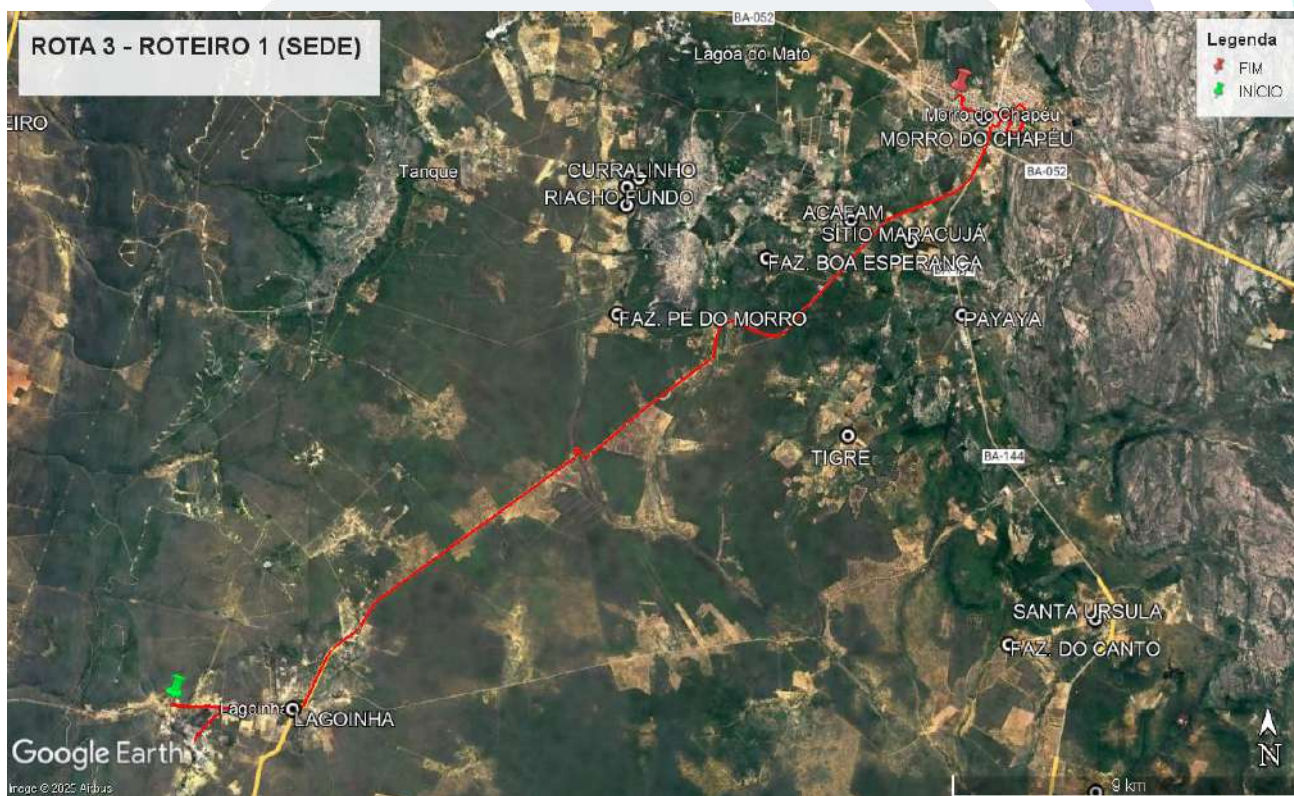 ROTA 3 - ROTEIRO 1 (SEDE)
BA-052
Lagoa do Mato
Legenda
FIM
INÍCIO
EIRO
Morro do Chapéu
MORRO DO CHAPÉU
Tanque
CURRALINHO
BA-052
RIACHO FUNDO
ACAFAM
SÍTIO MARACUJÁ
FAZ. BOA ESPERANÇA
FAZ. PÉ DO MORRO
PAYAYA
TIGRE
BA-144
SANTA URSULA
FAZ. DO CANTO
Lagoinha
LAGOINHA
Google Earth
N
Image © 2025 Airbus
9 km